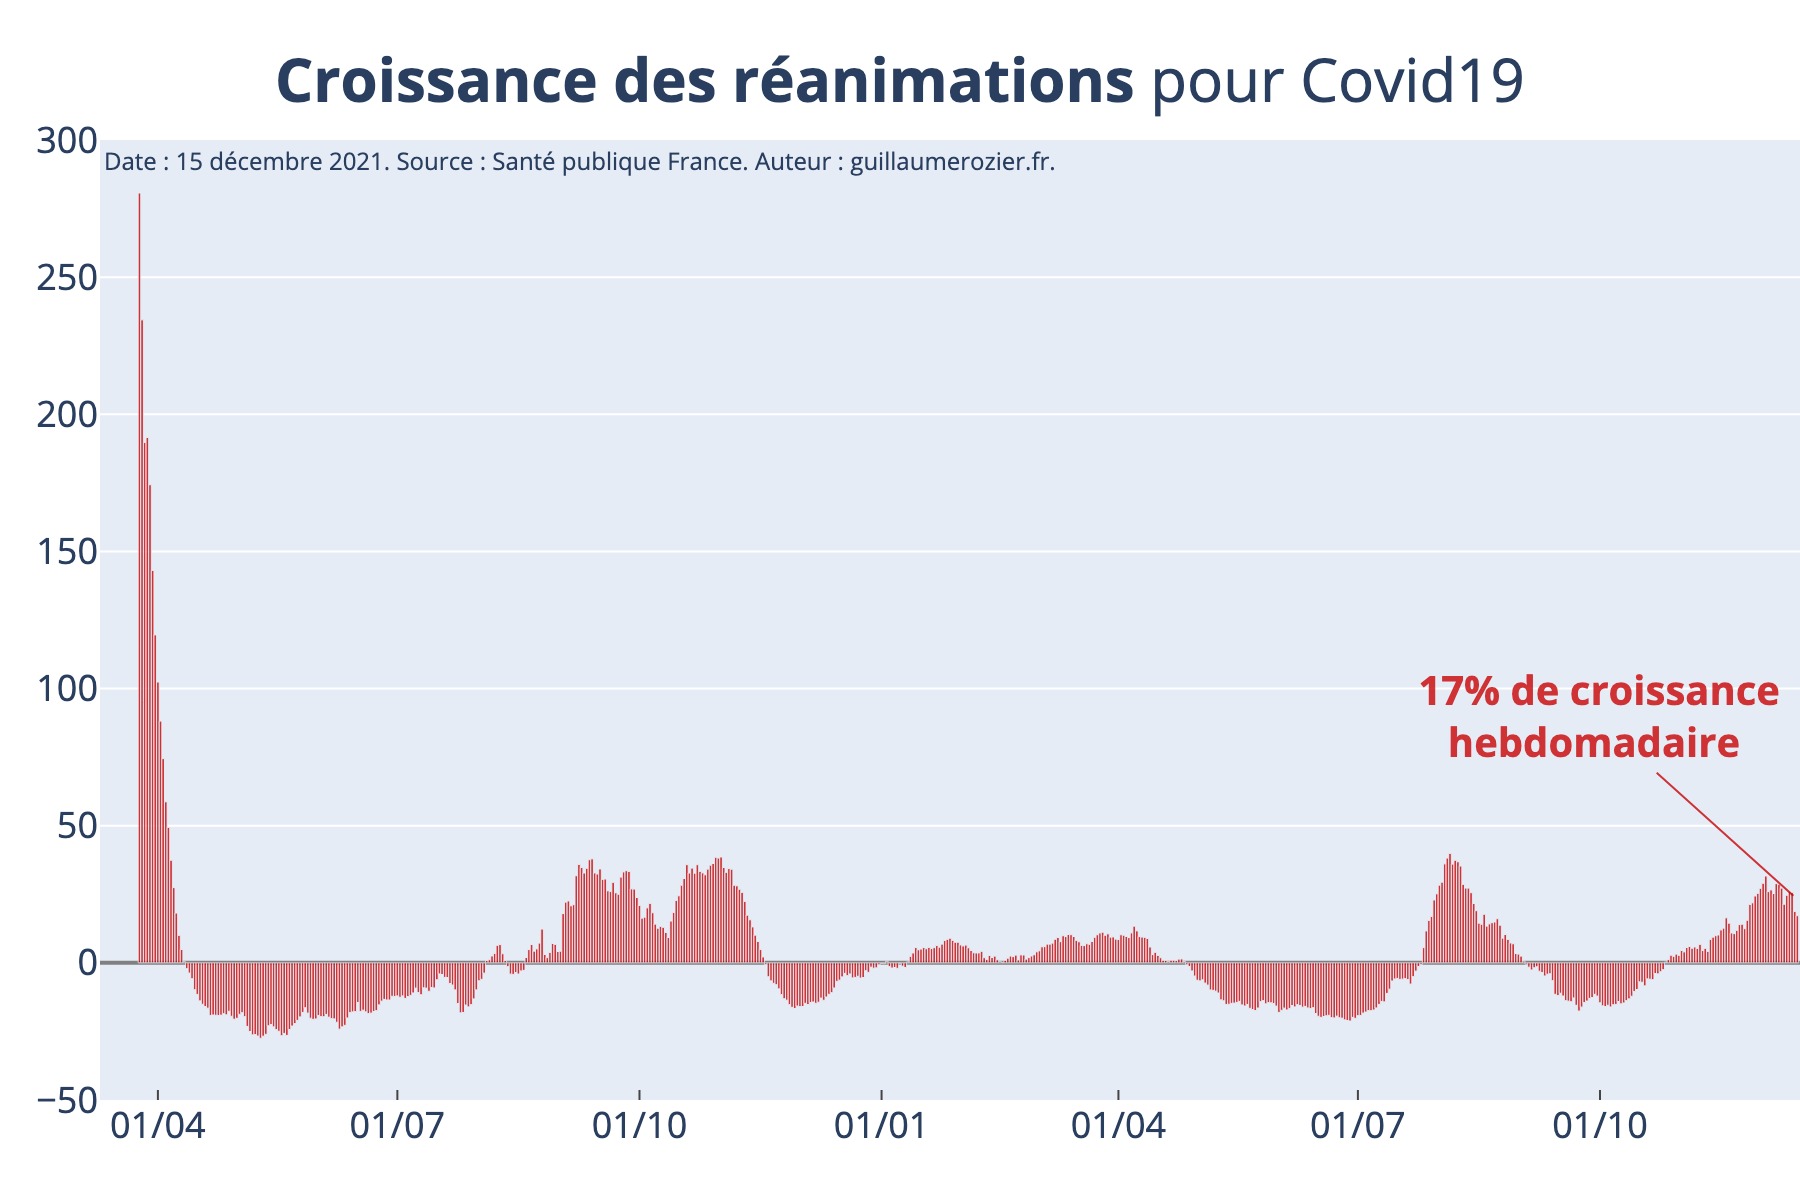 Croissance des réanimations pour Covid19
300
Date : 15 décembre 2021. Source : Santé publique France. Auteur : guillaumerozier.fr.
250
200
150
100
17% de croissance
hebdomadaire
50
0
−50
01/04 01/07 01/10 01/01 01/04 01/07 01/10